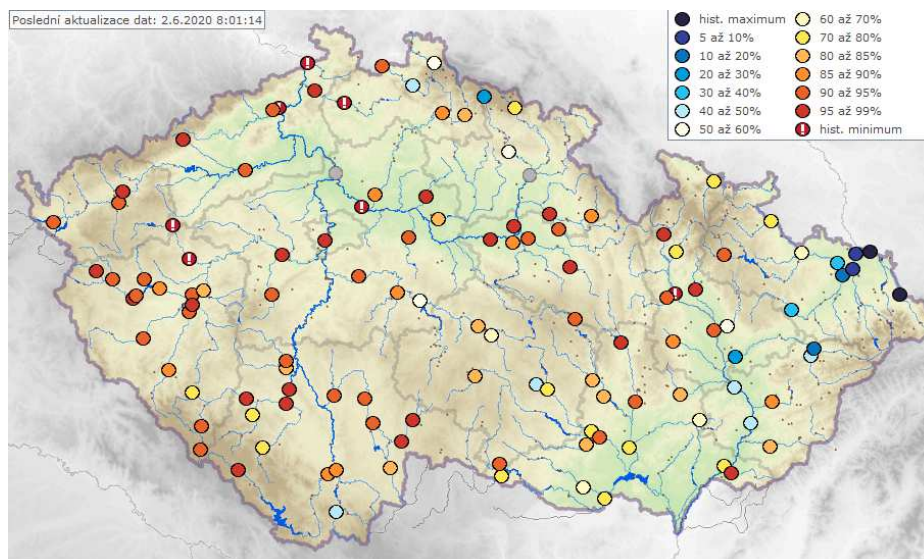 Poslední aktualizace dat: 2.6.2020 8:01:14
hist. maximum
5 až 10%
10 až 20%
20 až 30%
30 až 40%
40 až 50%
50 až 60%
60 až 70%
70 až 80%
80 až 85%
85 až 90%
90 až 95%
95 až 99%
hist. minimum